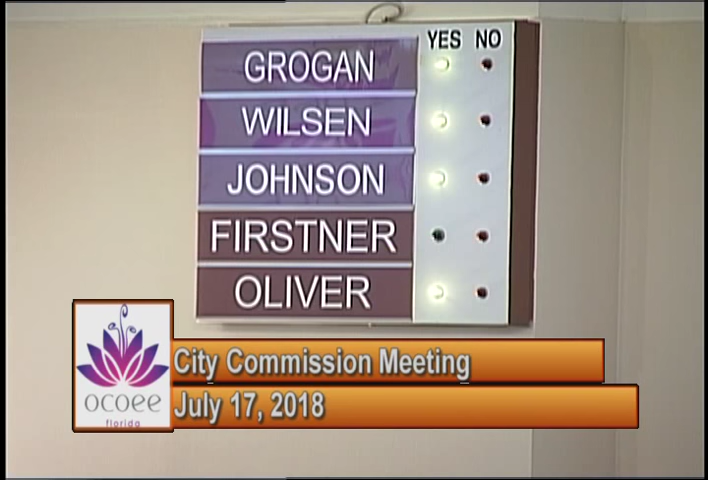 YES NO
GROGAN
WILSEN
JOHNSON
FIRSTNER
OLIVER
City Commission Meeting
July 17, 2018
ocoee
florida